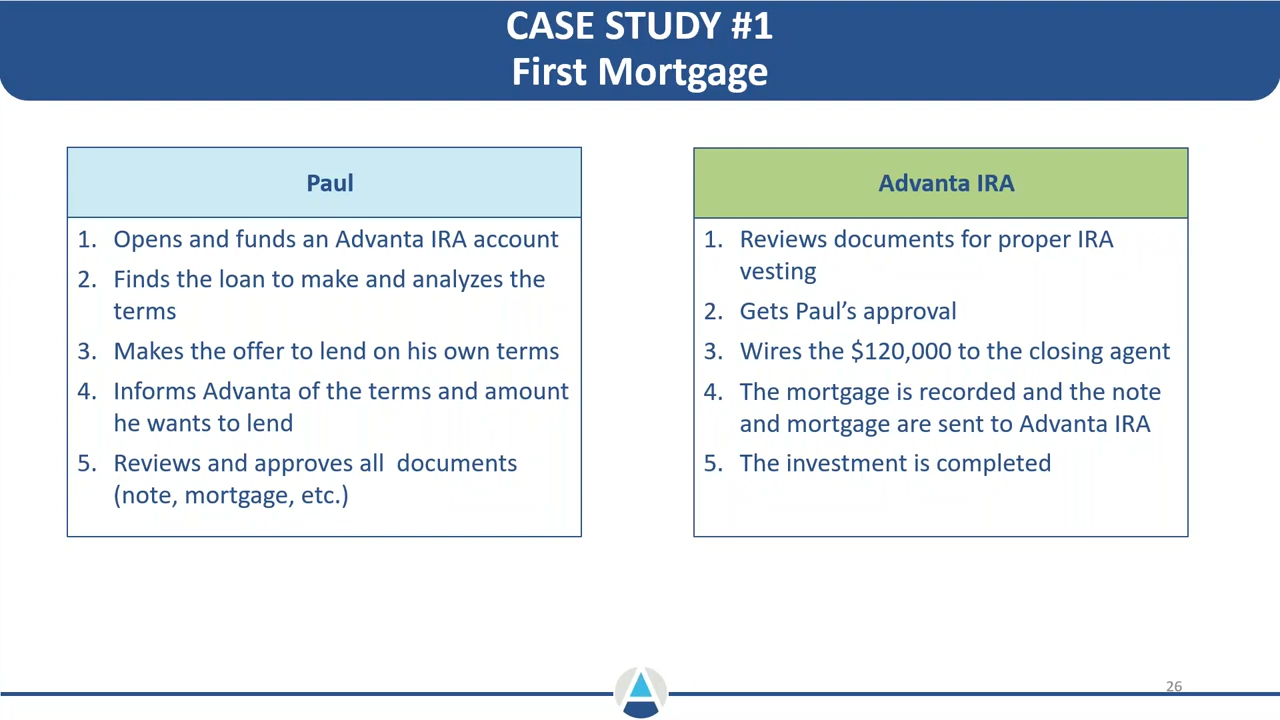 CASE STUDY #1
First Mortgage
Paul
1. Opens and funds an Advanta IRA account
2. Finds the loan to make and analyzes the
terms
3. Makes the offer to lend on his own terms
4. Informs Advanta of the terms and amount
he wants to lend
5. Reviews and approves all  documents
(note, mortgage, etc.)
Advanta IRA
1. Reviews documents for proper IRA
vesting
2. Gets Paul’s approval
3. Wires the $120,000 to the closing agent
4. The mortgage is recorded and the note
and mortgage are sent to Advanta IRA
5. The investment is completed
26